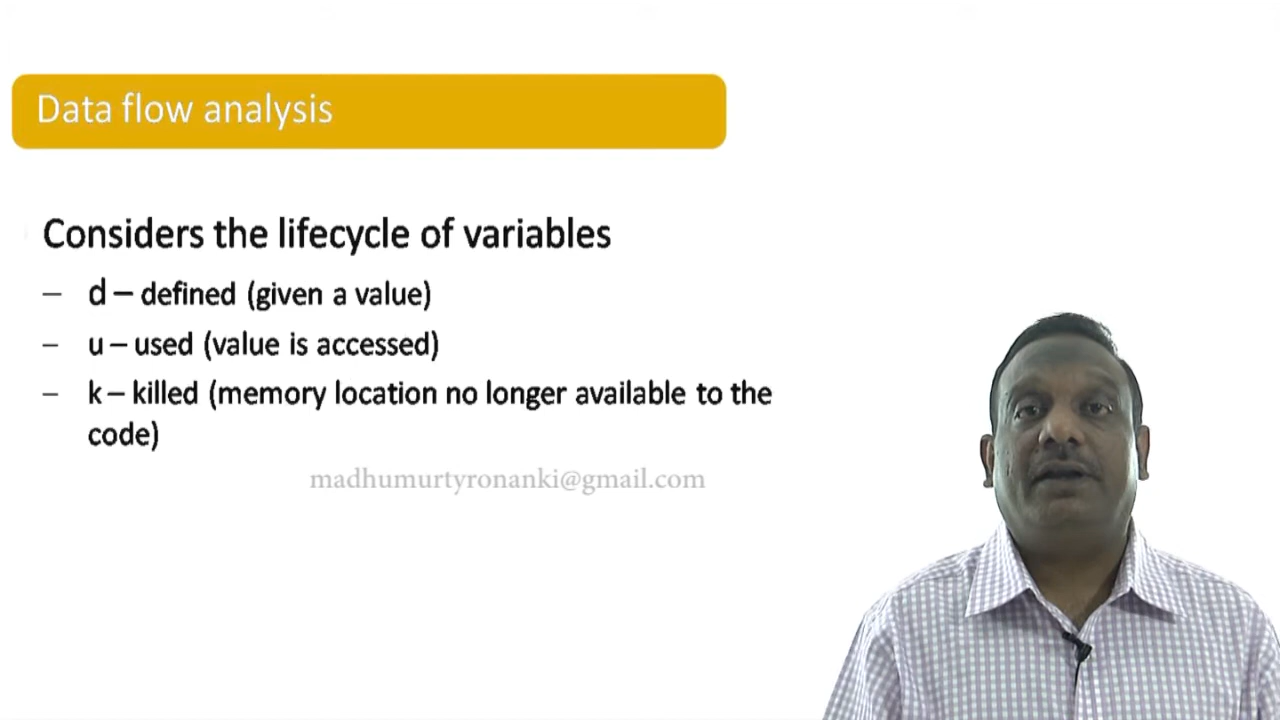 Data flow analysis
Considers the lifecycle of variables
– d – defined (given a value)
– u – used (value is accessed)
– k – killed (memory location no longer available to the
code)
madhumurtyronanki@gmail.com